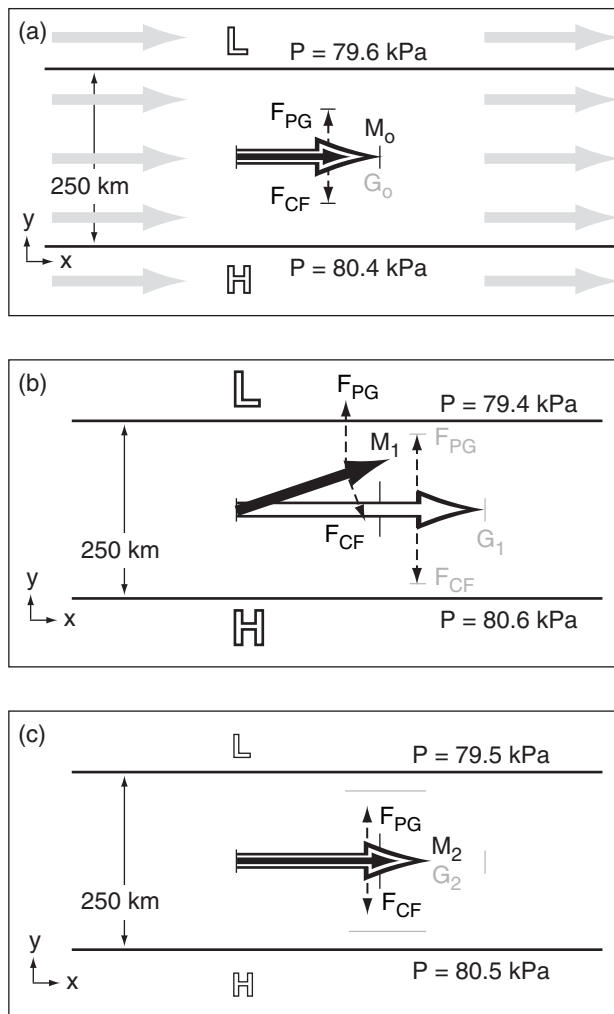 (a)
L
P = 79.6 kPa
F_PG
M_o
250 km
F_CF
G_o
y
x
H
P = 80.4 kPa
(b)
L
F_PG
P = 79.4 kPa
M_1
F_PG
250 km
F_CF
G_1
y
x
F_CF
H
P = 80.6 kPa
(c)
L
P = 79.5 kPa
F_PG
M_2
250 km
G_2
F_CF
y
x
H
P = 80.5 kPa